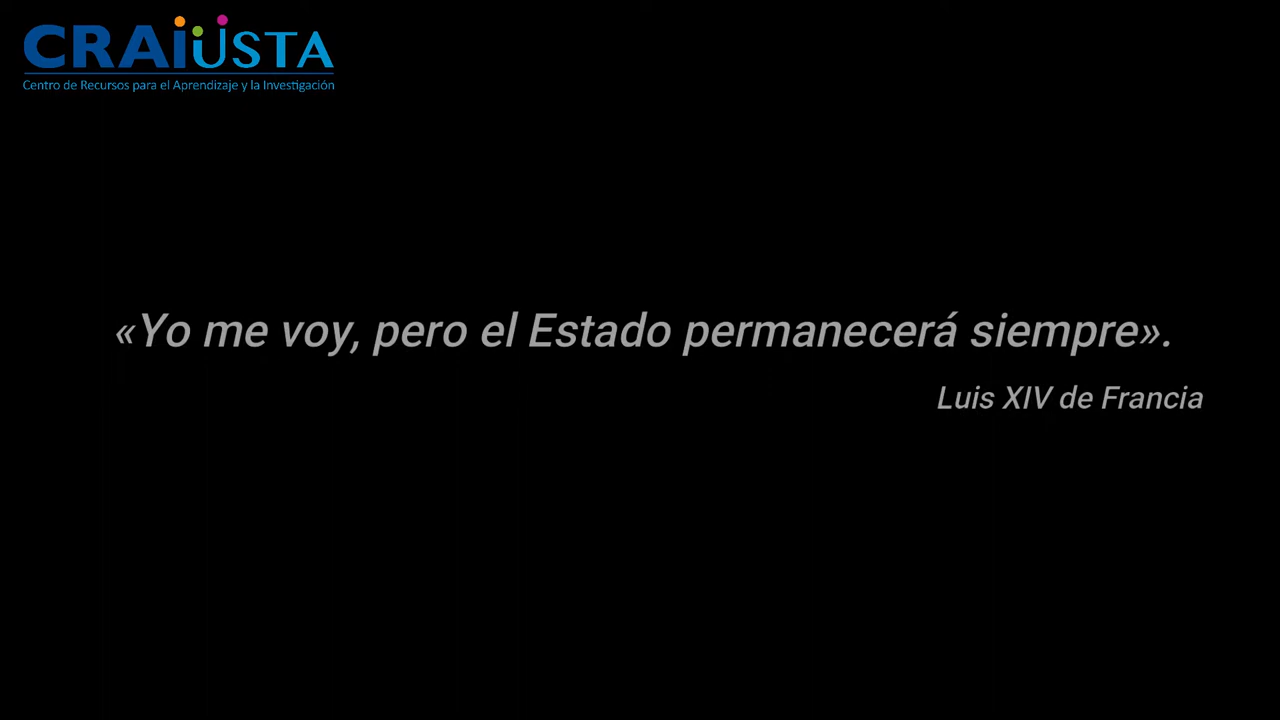 CRAIUSTA
Centro de Recursos para el Aprendizaje y la Investigación
«Yo me voy, pero el Estado permanecerá siempre».
Luis XIV de Francia